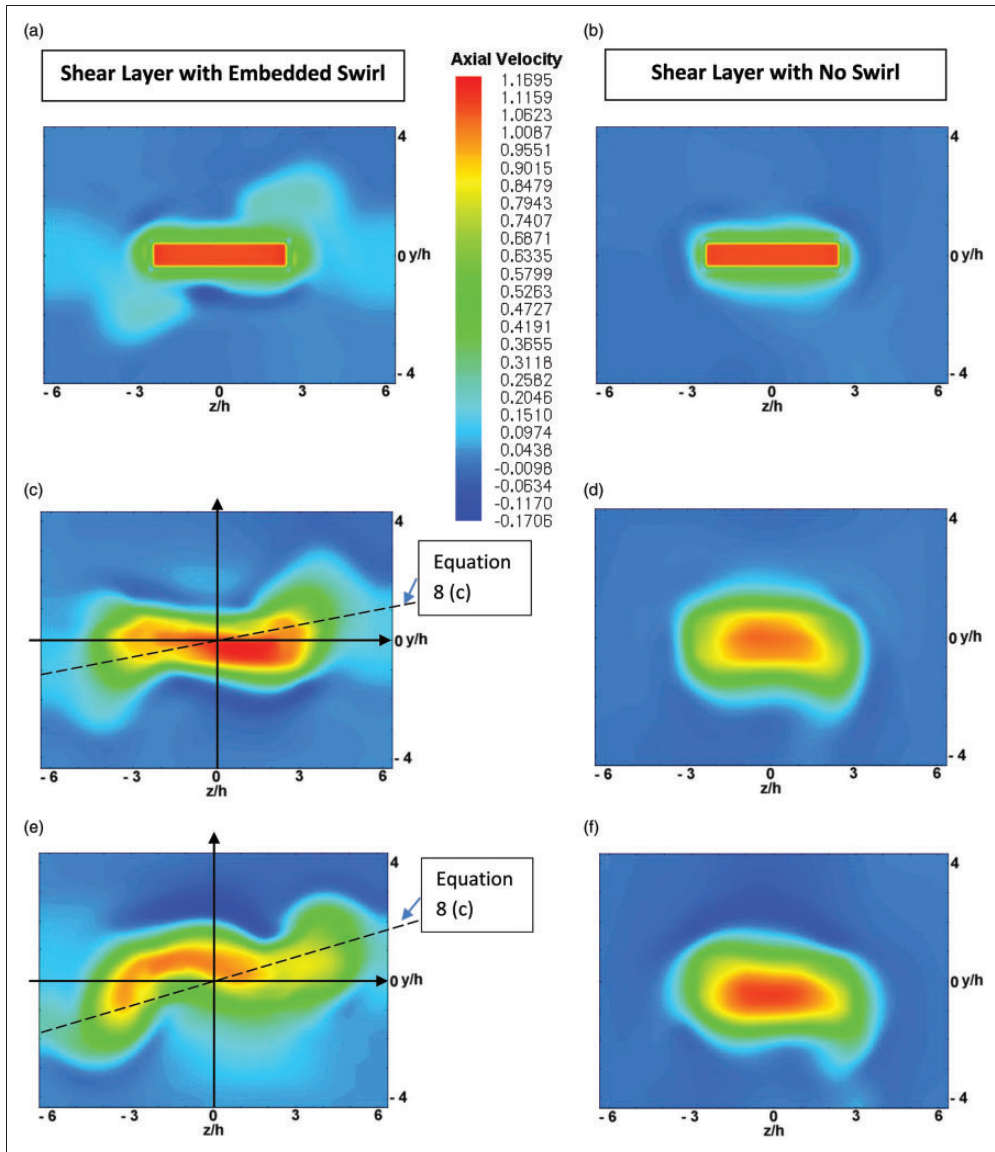 (a)
Shear Layer with Embedded Swirl
4
0 y/h
- 4
- 6 - 3 0 3 6
z/h
Axial Velocity
1.1695
1.1159
1.0623
1.0087
0.9551
0.9015
0.8479
0.7943
0.7407
0.6871
0.6335
0.5799
0.5263
0.4727
0.4191
0.3655
0.3118
0.2582
0.2046
0.1510
0.0974
0.0438
-0.0098
-0.0634
-0.1170
-0.1706
(b)
Shear Layer with No Swirl
4
0 y/h
- 4
- 6 - 3 0 3 6
z/h
(c)
4
0 y/h
- 4
- 6 - 3 0 3 6
z/h
Equation
8 (c)
(d)
4
0 y/h
- 4
- 6 - 3 0 3 6
z/h
(e)
4
0 y/h
- 4
- 6 - 3 0 3 6
z/h
Equation
8 (c)
(f)
4
0 y/h
- 4
- 6 - 3 0 3 6
z/h